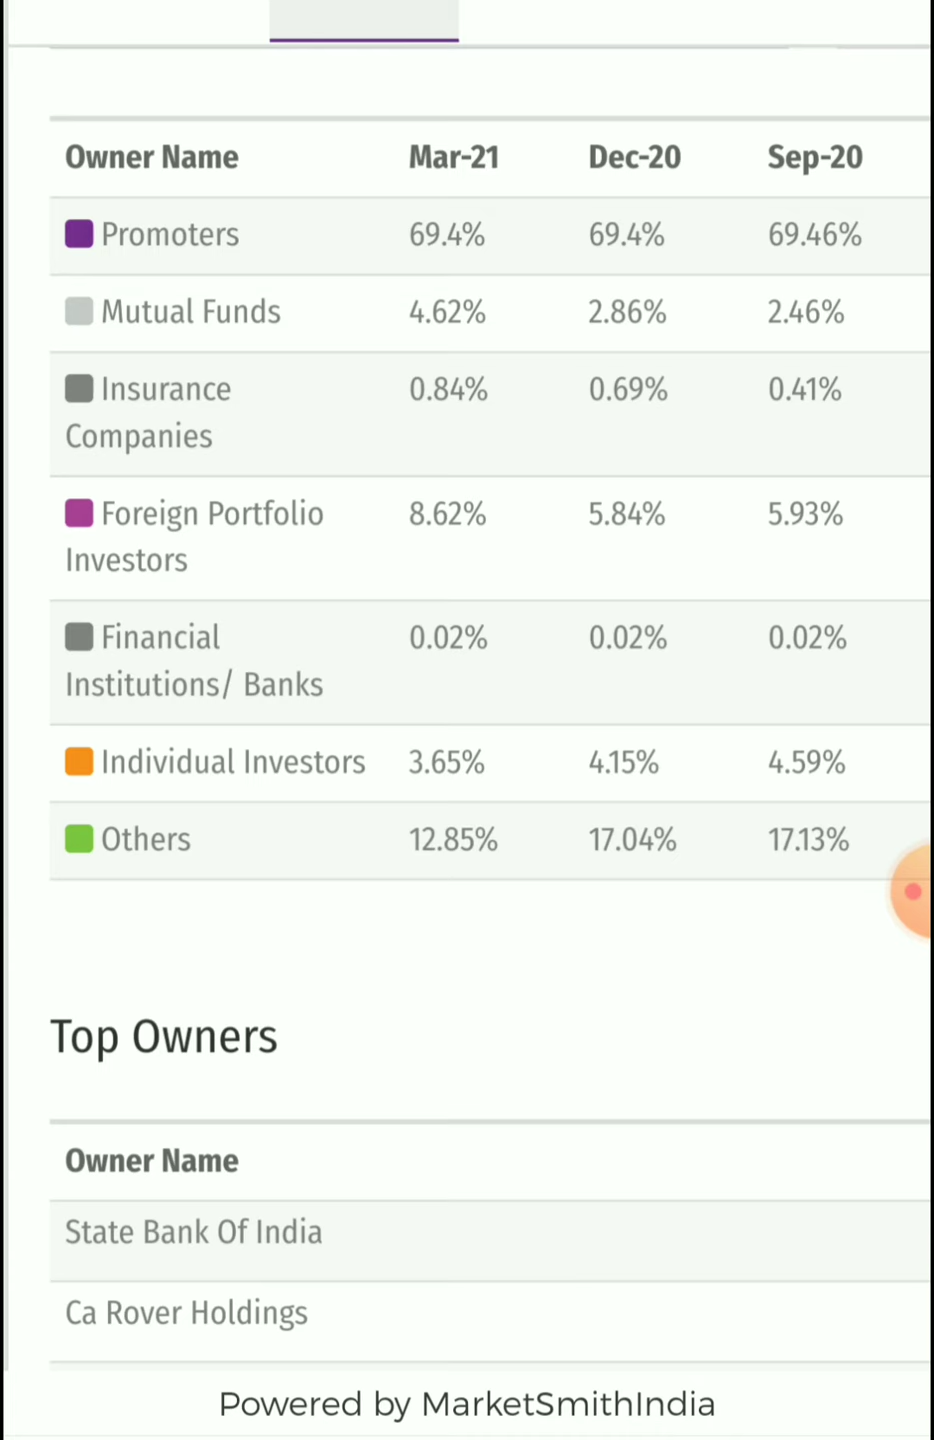 Owner Name Mar-21 Dec-20 Sep-20
Promoters 69.4% 69.4% 69.46%
Mutual Funds 4.62% 2.86% 2.46%
Insurance 0.84% 0.69% 0.41%
Companies
Foreign Portfolio 8.62% 5.84% 5.93%
Investors
Financial 0.02% 0.02% 0.02%
Institutions/ Banks
Individual Investors 3.65% 4.15% 4.59%
Others 12.85% 17.04% 17.13%
Top Owners
Owner Name
State Bank Of India
Ca Rover Holdings
Powered by MarketSmithIndia